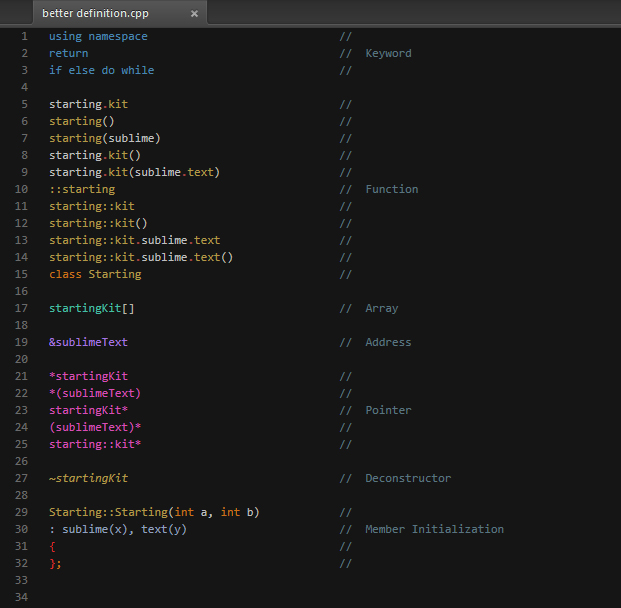 better definition.cpp ×
1 using namespace //
2 return // Keyword
3 if else do while //
4
5 starting.kit //
6 starting() //
7 starting(sublime) //
8 starting.kit() //
9 starting.kit(sublime.text) //
10 ::starting // Function
11 starting::kit //
12 starting::kit() //
13 starting::kit.sublime.text //
14 starting::kit.sublime.text() //
15 class Starting //
16
17 startingKit[] // Array
18
19 &sublimeText // Address
20
21 *startingKit //
22 *(sublimeText) //
23 startingKit* // Pointer
24 (sublimeText)* //
25 starting::kit* //
26
27 ~startingKit // Deconstructor
28
29 Starting::Starting(int a, int b) //
30 : sublime(x), text(y) // Member Initialization
31 { //
32 }; //
33
34